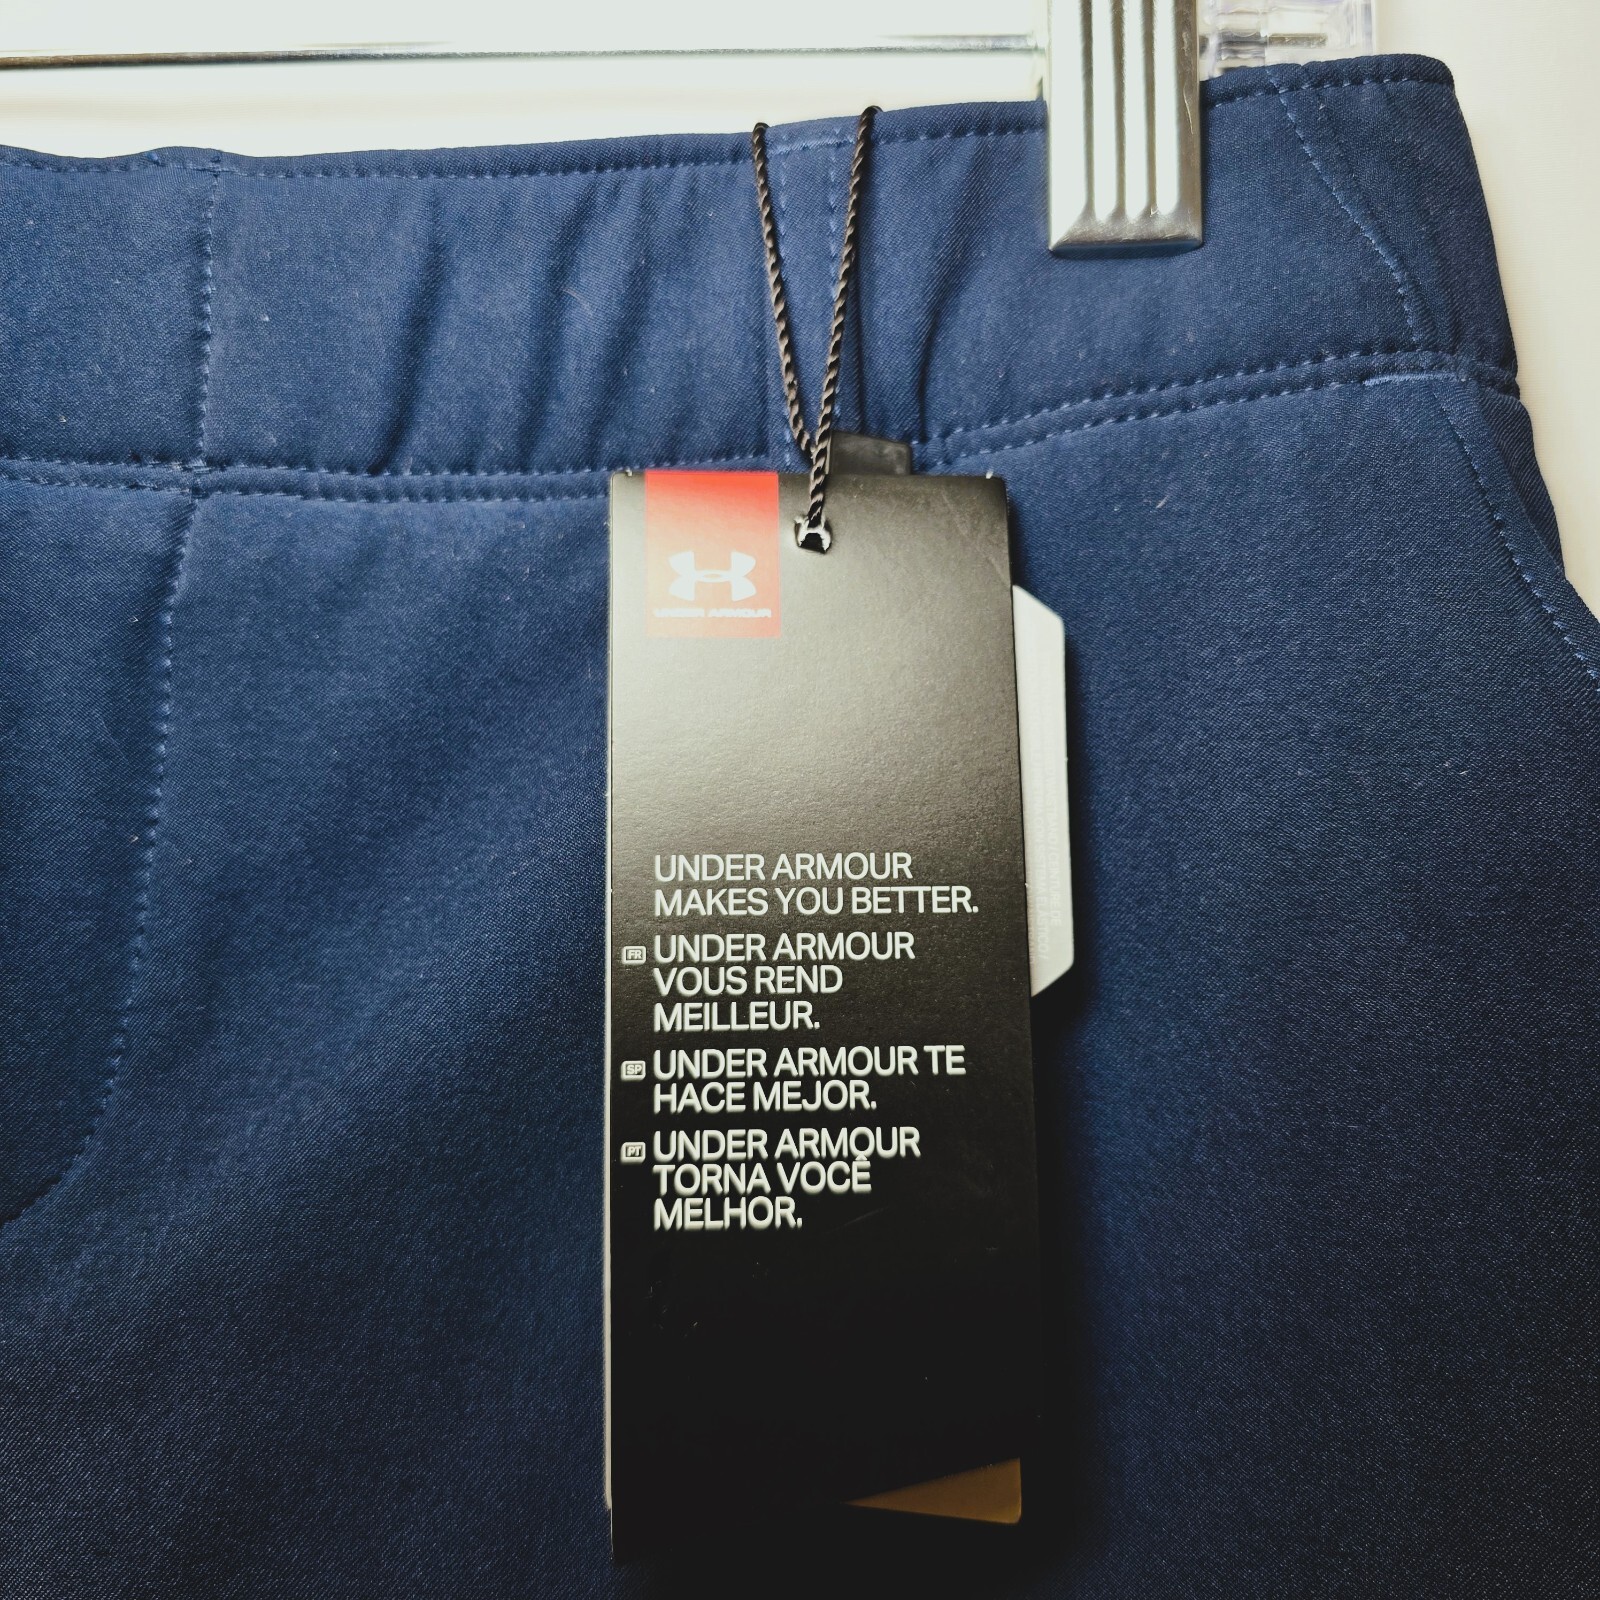 UNDER ARMOUR
UNDER ARMOUR
MAKES YOU BETTER.
FR UNDER ARMOUR
VOUS REND
MEILLEUR.
SP UNDER ARMOUR TE
HACE MEJOR.
PT UNDER ARMOUR
TORNA VOCÊ
MELHOR.